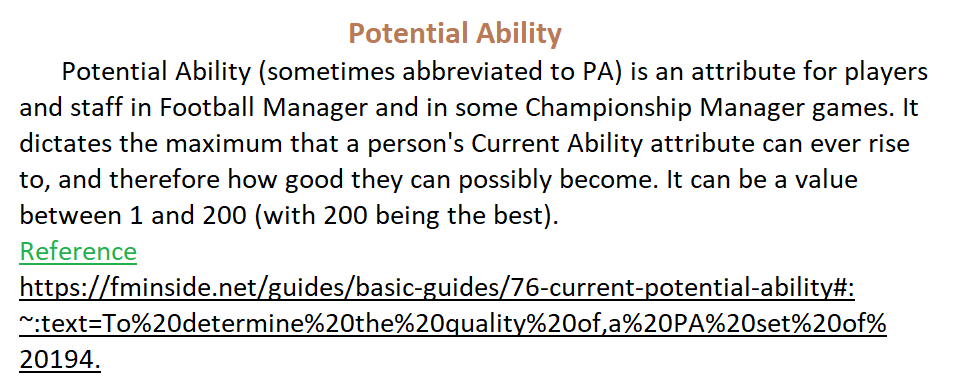 Potential Ability
Potential Ability (sometimes abbreviated to PA) is an attribute for players
and staff in Football Manager and in some Championship Manager games. It
dictates the maximum that a person's Current Ability attribute can ever rise
to, and therefore how good they can possibly become. It can be a value
between 1 and 200 (with 200 being the best).
Reference
https://fminside.net/guides/basic-guides/76-current-potential-ability#:
~:text=To%20determine%20the%20quality%20of,a%20PA%20set%20of%
20194.